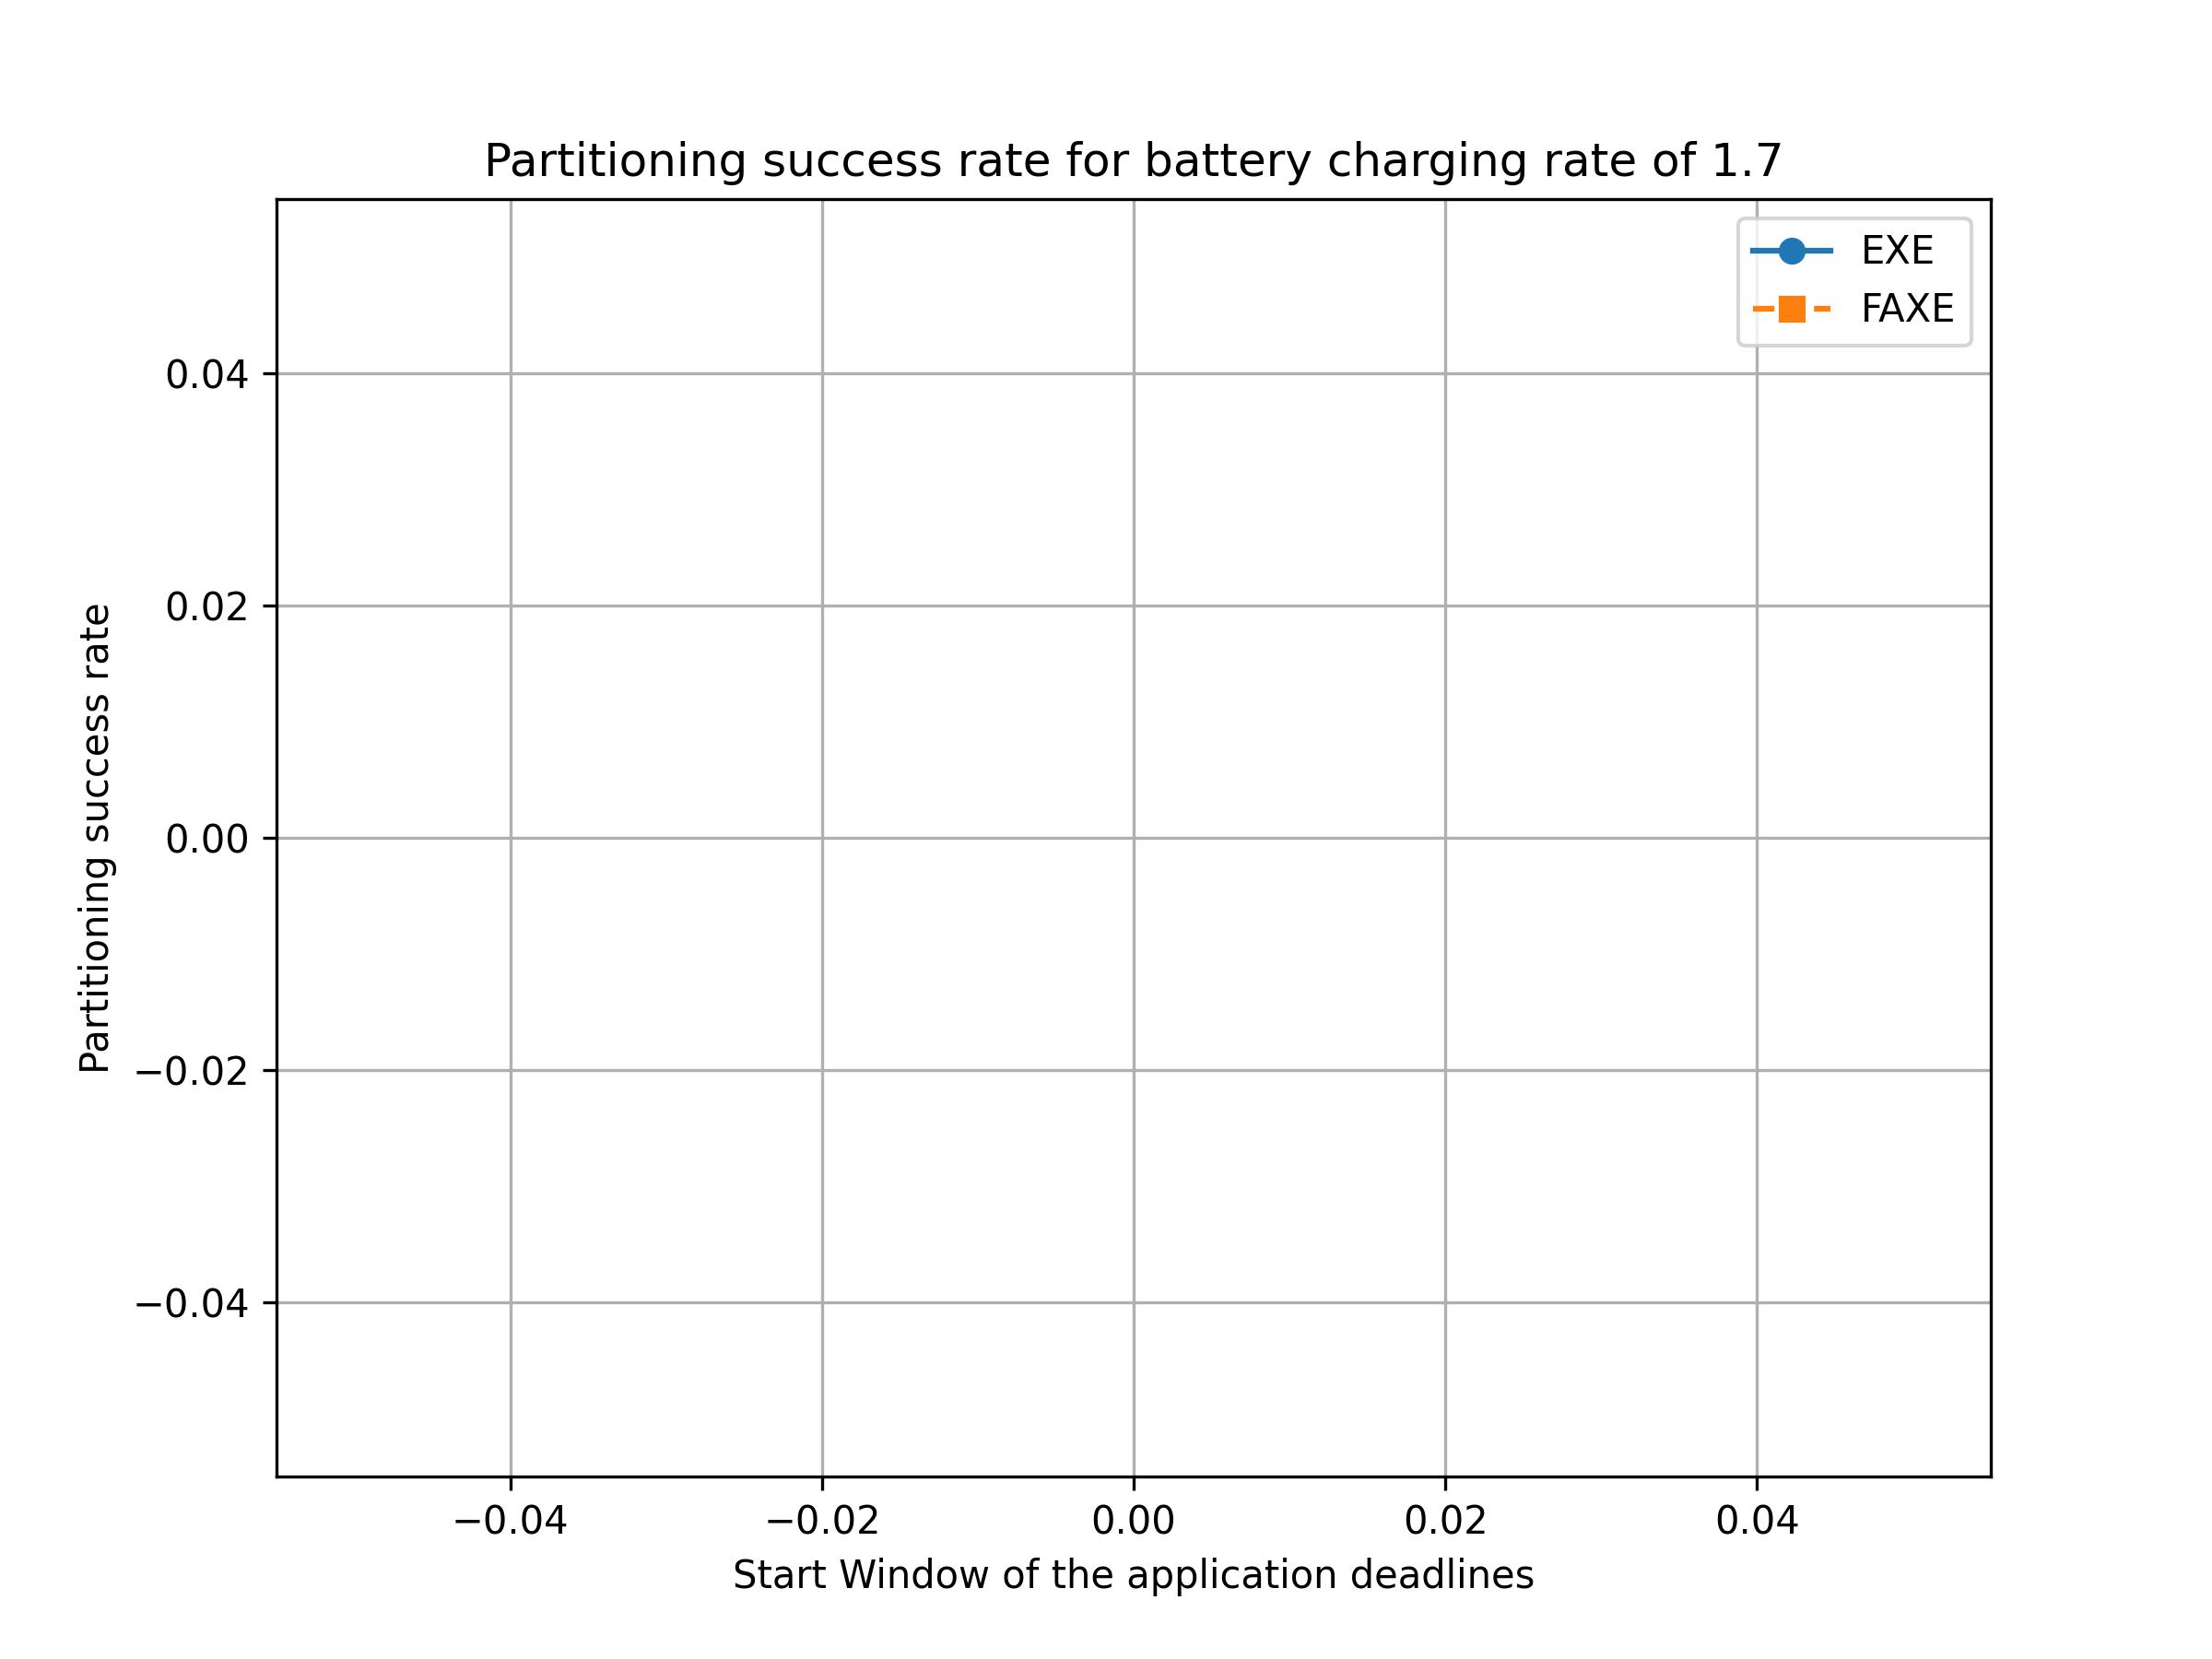 Partitioning success rate for battery charging rate of 1.7
EXE
FAXE
0.04
0.02
0.00
−0.02
−0.04
Partitioning success rate
−0.04
−0.02
0.00
0.02
0.04
Start Window of the application deadlines